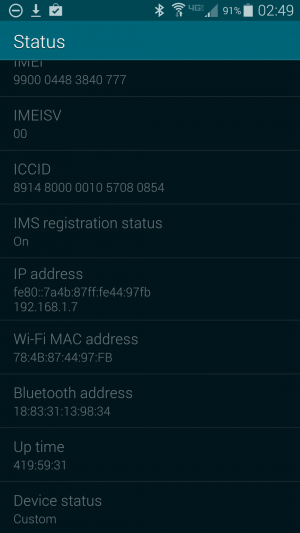 4G 91% 02:49
Status
IMEI
9900 0448 3840 777
IMEISV
00
ICCID
8914 8000 0010 5708 0854
IMS registration status
On
IP address
fe80::7a4b:87ff:fe44:97fb
192.168.1.7
Wi-Fi MAC address
78:4B:87:44:97:FB
Bluetooth address
18:83:31:13:98:34
Up time
419:59:31
Device status
Custom